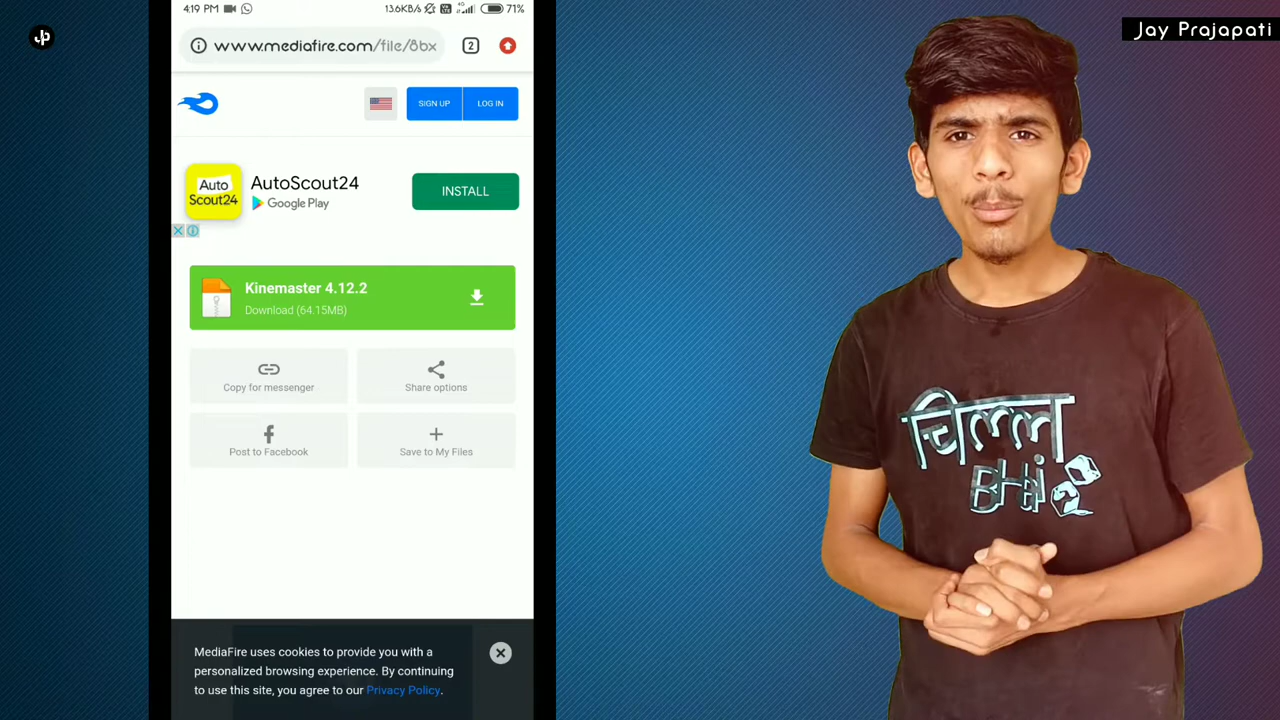 4:19 PM
13.6KB/s
71%
Jay Prajapati
JP
www.mediafire.com/file/8bx
2
SIGN UP
LOG IN
Auto
Scout24
AutoScout24
Google Play
INSTALL
Kinemaster 4.12.2
Download (64.15MB)
Copy for messenger
Share options
Post to Facebook
Save to My Files
चिल्ल
BHAi
MediaFire uses cookies to provide you with a
personalized browsing experience. By continuing
to use this site, you agree to our Privacy Policy.